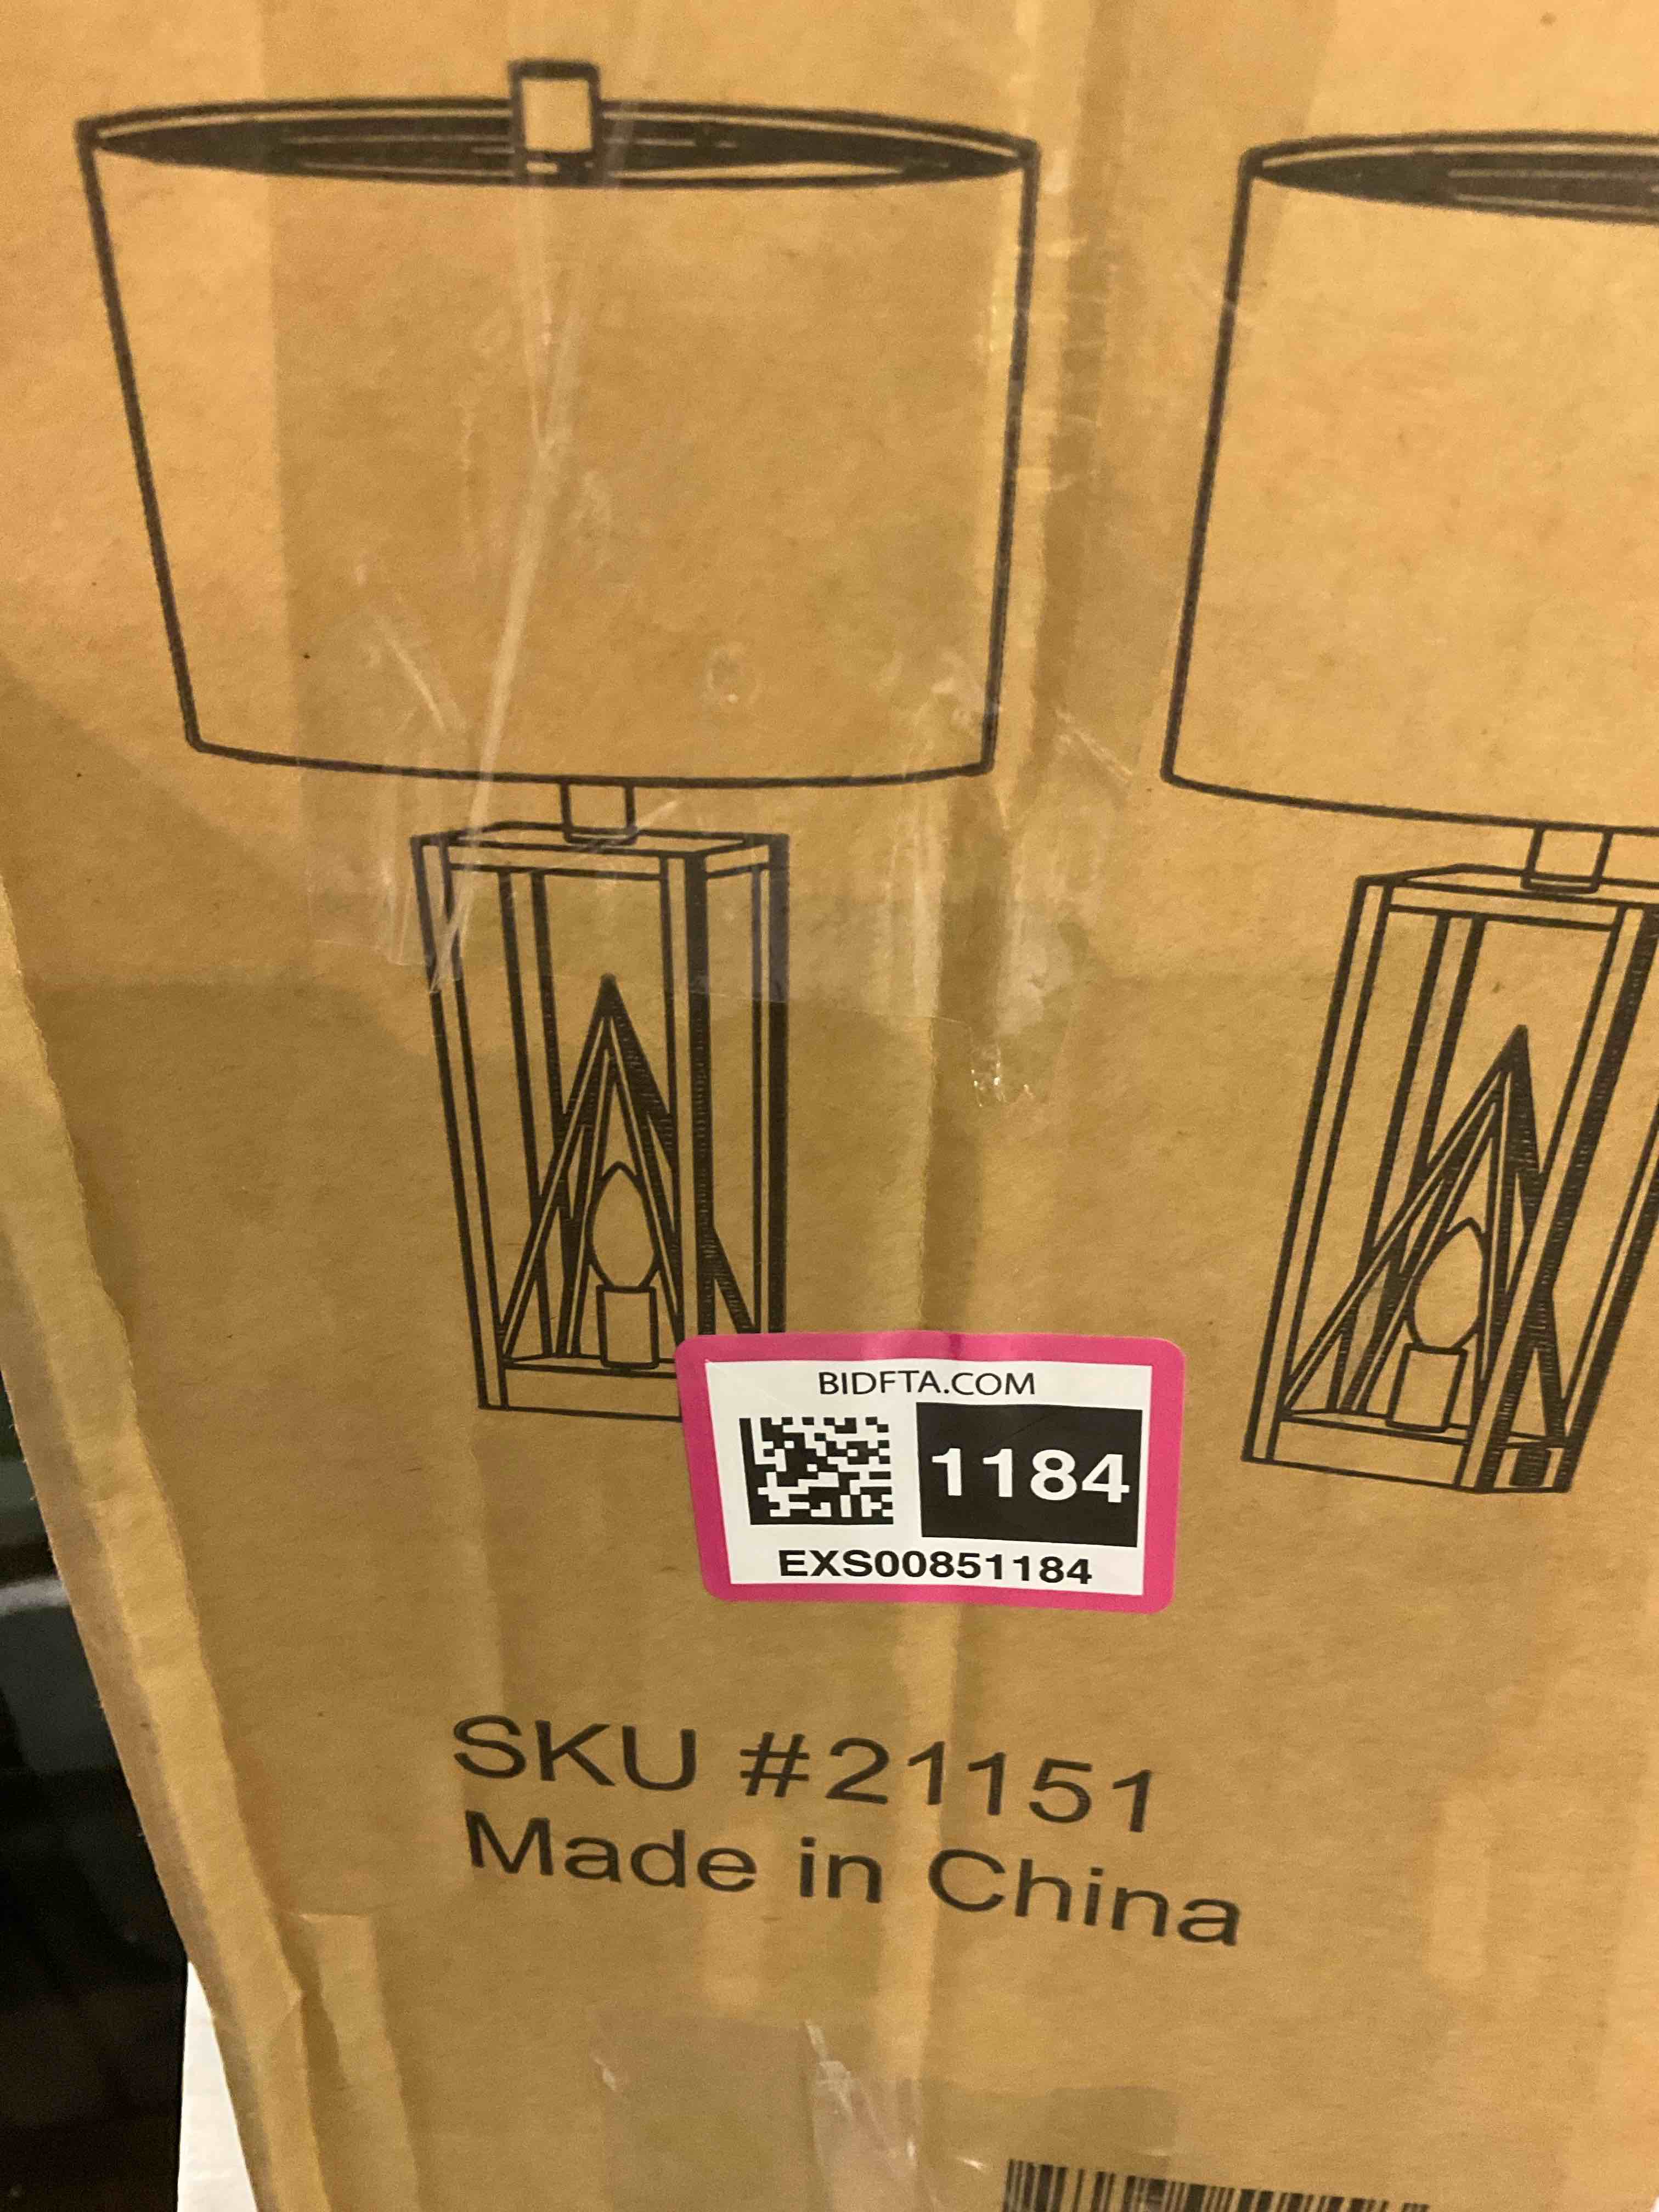 BIDFTA.COM
1184
EXS00851184
SKU #21151
Made in China